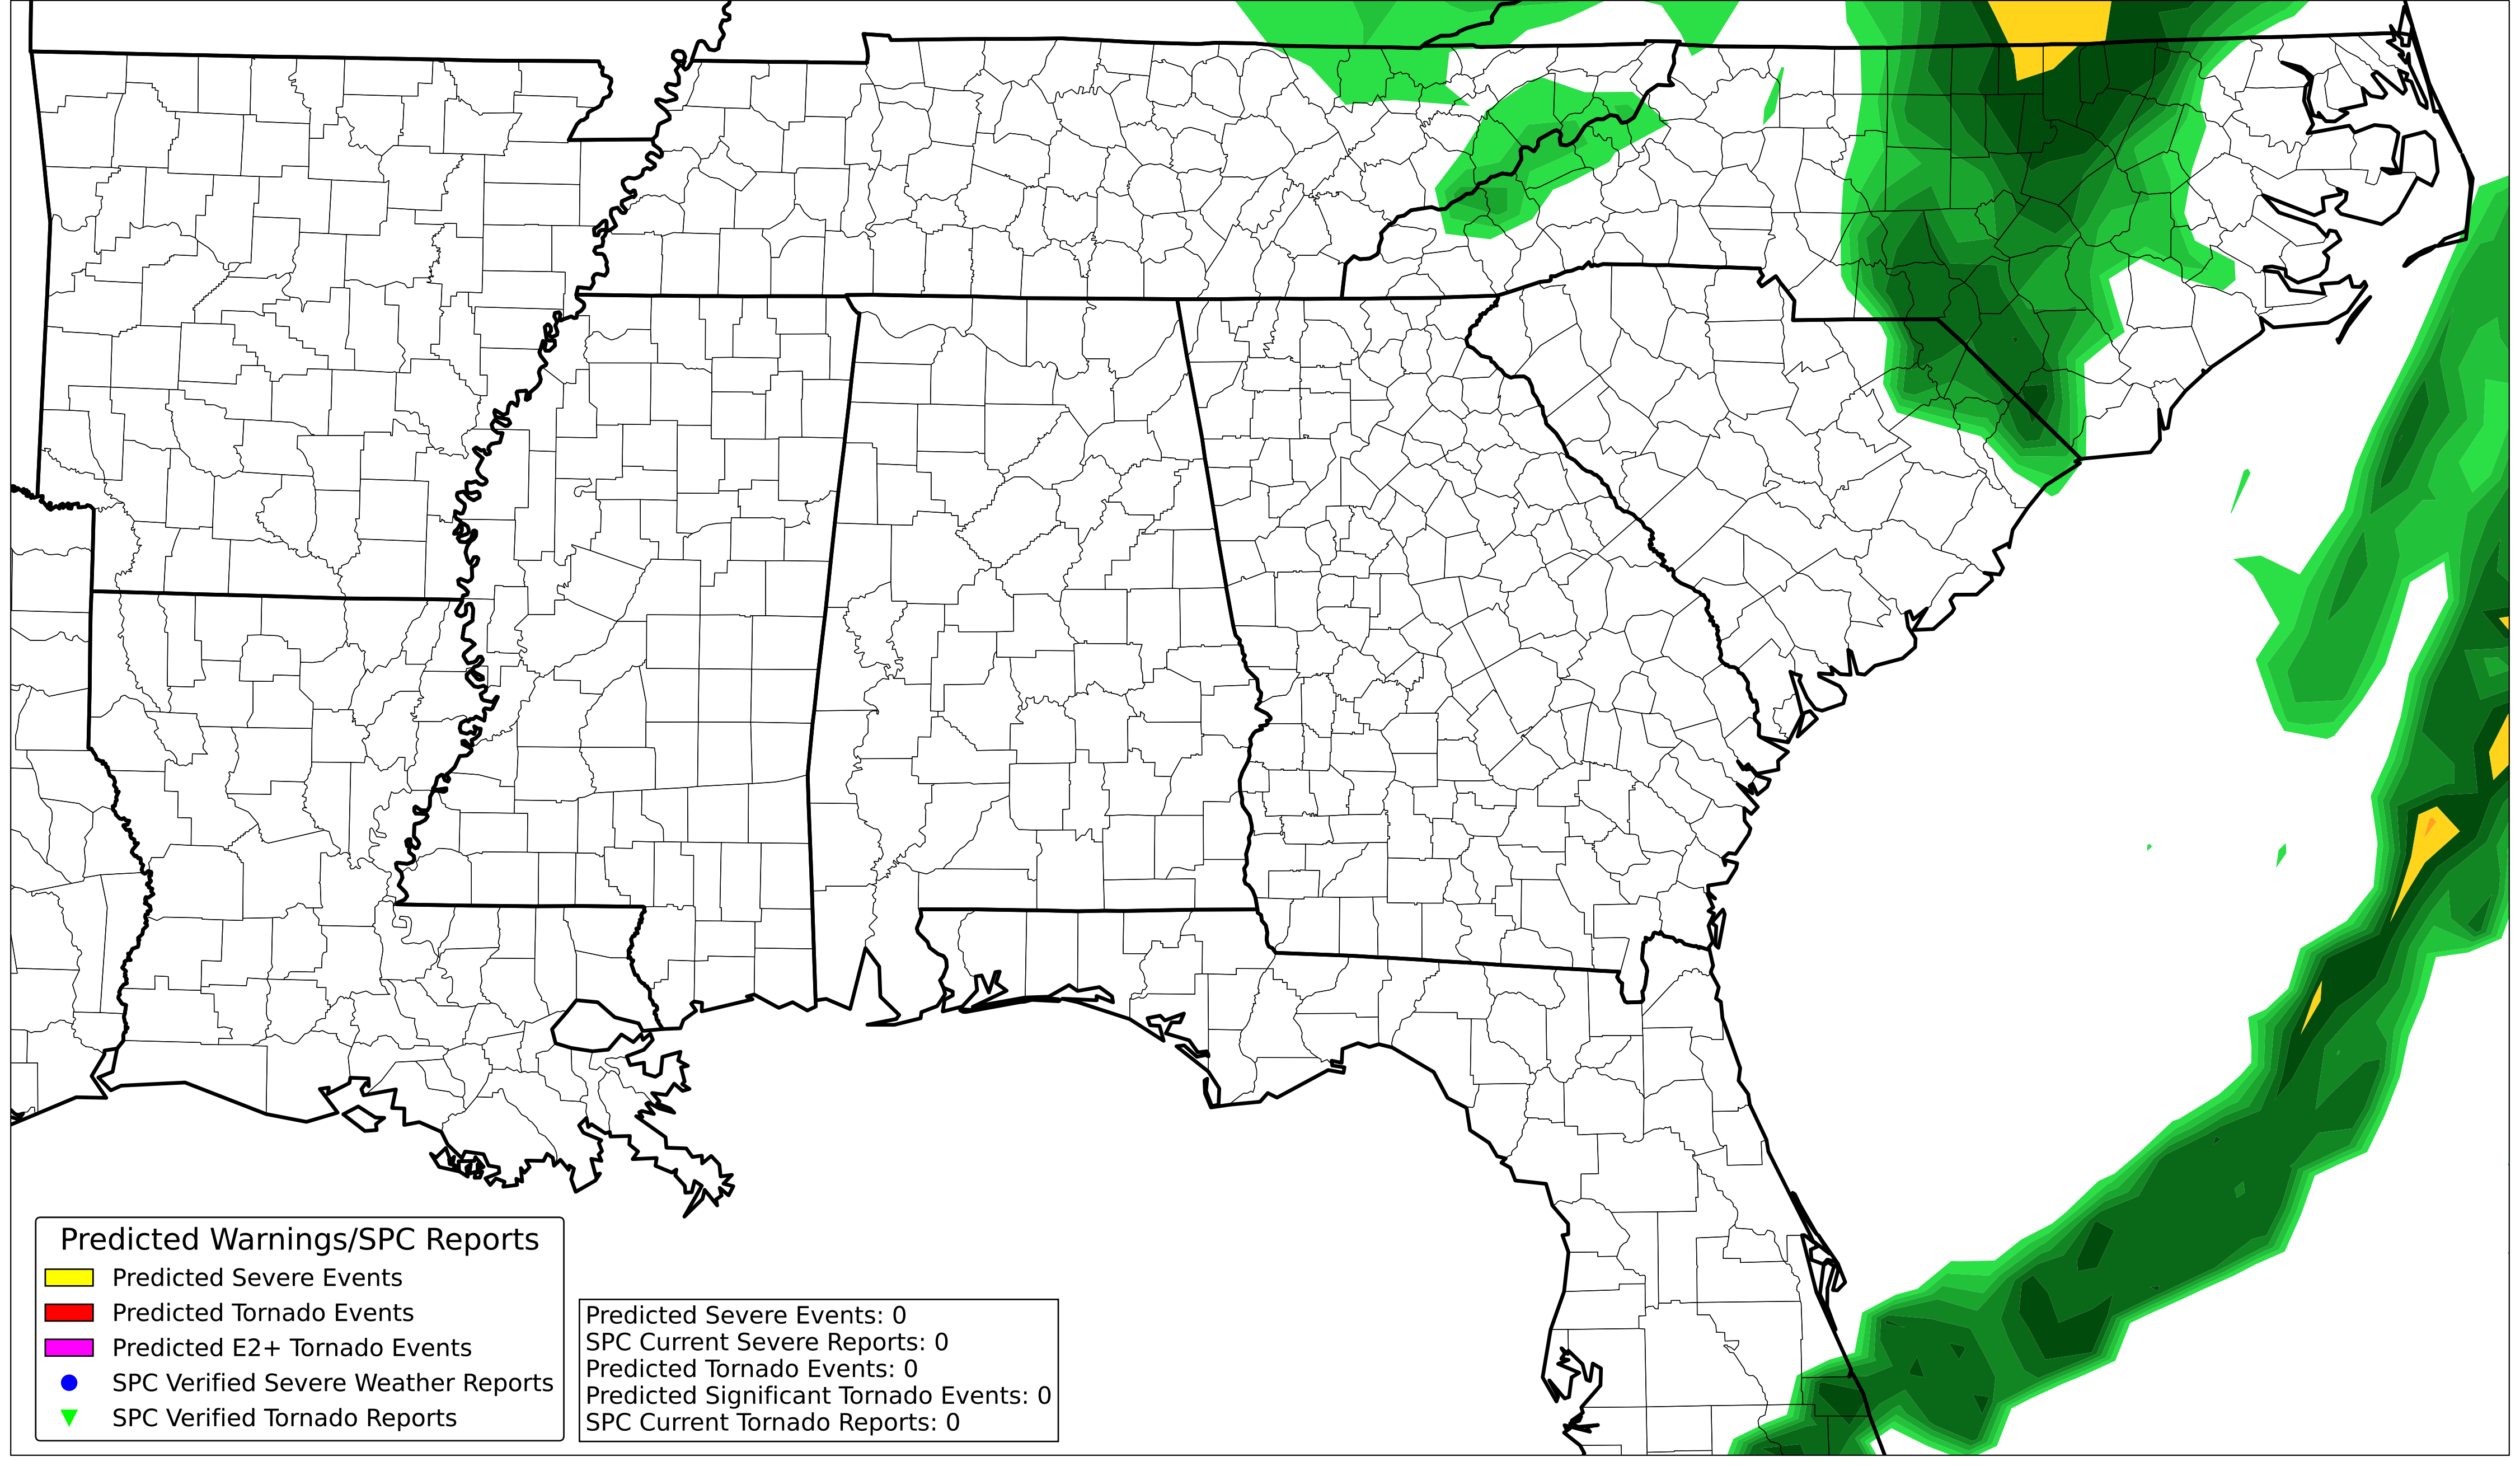 Predicted Warnings/SPC Reports
Predicted Severe Events
Predicted Tornado Events
Predicted E2+ Tornado Events
SPC Verified Severe Weather Reports
SPC Verified Tornado Reports
Predicted Severe Events: 0
SPC Current Severe Reports: 0
Predicted Tornado Events: 0
Predicted Significant Tornado Events: 0
SPC Current Tornado Reports: 0